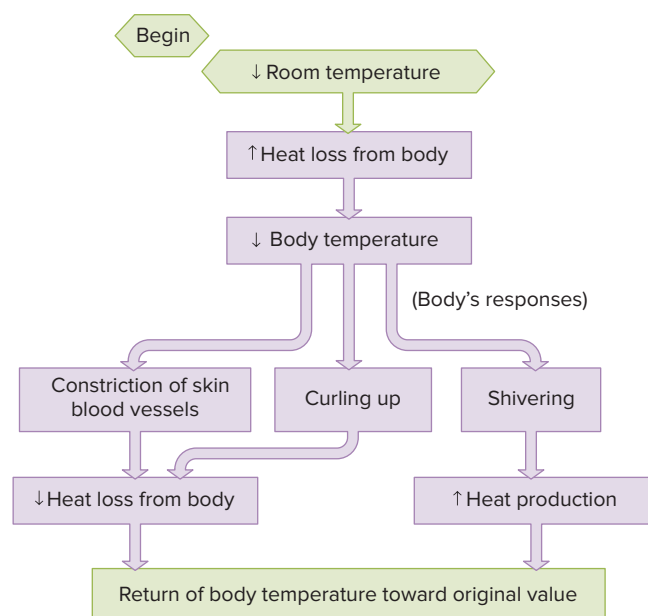 Begin
↓ Room temperature
↑ Heat loss from body
↓ Body temperature
(Body's responses)
Constriction of skin
blood vessels
Curling up
Shivering
↓ Heat loss from body
↑ Heat production
Return of body temperature toward original value